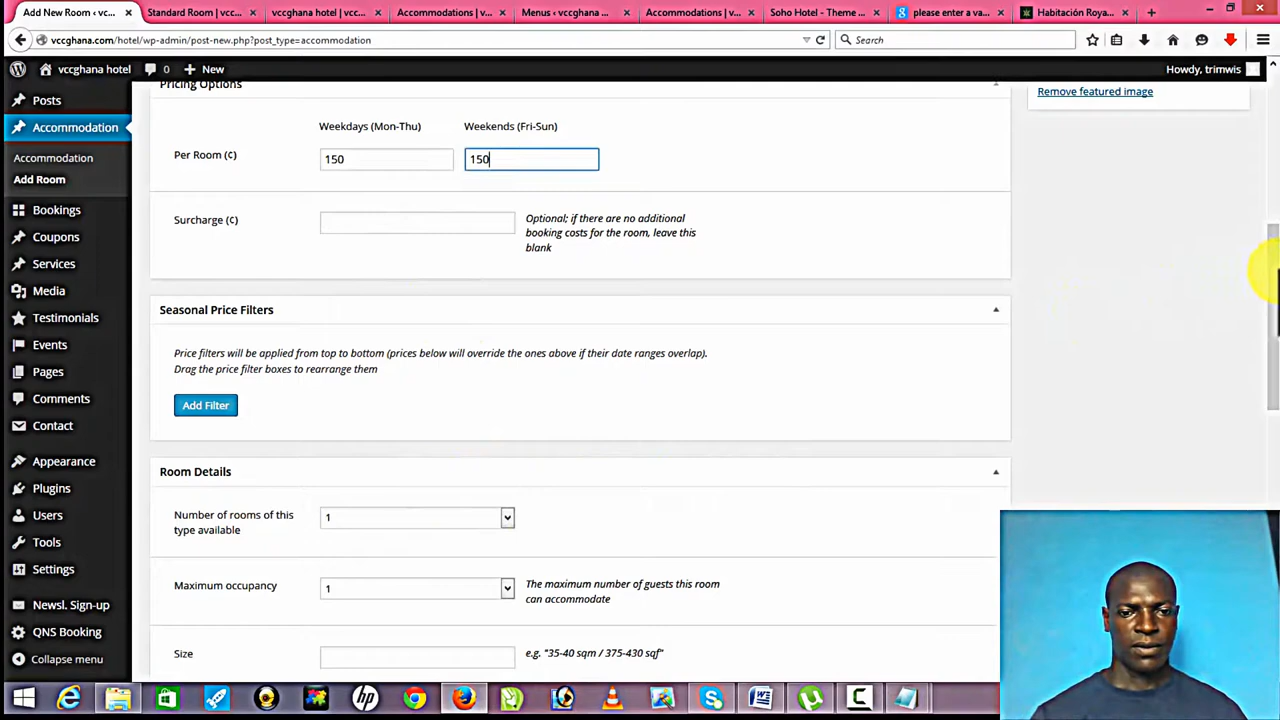 Add New Room ‹ vc...
Standard Room | vcc...
vccghana hotel | vcc...
Accommodations | v...
Menus ‹ vccghana ...
Accommodations | v...
Soho Hotel - Theme ...
please enter a va...
Habitación Roya...
vccghana.com/hotel/wp-admin/post-new.php?post_type=accommodation
Search
vccghana hotel
0
New
Howdy, trimwis
Posts
Accommodation
Accommodation
Add Room
Bookings
Coupons
Services
Media
Testimonials
Events
Pages
Comments
Contact
Appearance
Plugins
Users
Tools
Settings
Newsl. Sign-up
QNS Booking
Collapse menu
Pricing Options
Remove featured image
Weekdays (Mon-Thu)
Weekends (Fri-Sun)
Per Room (₵)
150
150
Surcharge (₵)
Optional; if there are no additional
booking costs for the room, leave this
blank
Seasonal Price Filters
Price filters will be applied from top to bottom (prices below will override the ones above if their date ranges overlap).
Drag the price filter boxes to rearrange them
Add Filter
Room Details
Number of rooms of this
type available
1
Maximum occupancy
1
The maximum number of guests this room
can accommodate
Size
e.g. "35-40 sqm / 375-430 sqf"